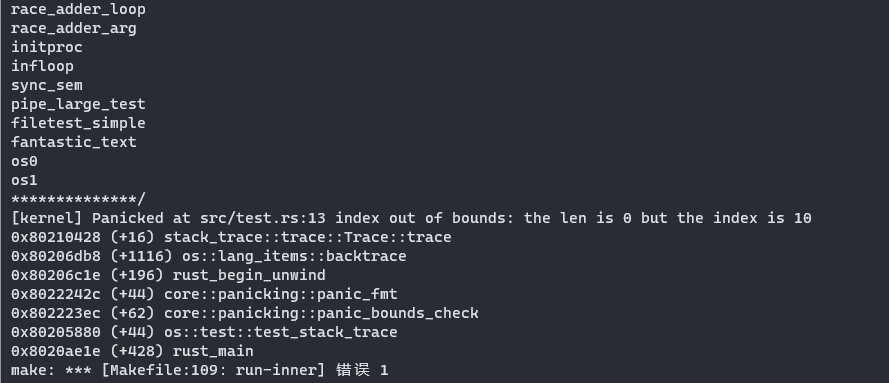 race_adder_loop
race_adder_arg
initproc
infloop
sync_sem
pipe_large_test
filetest_simple
fantastic_text
os0
os1
**************/
[kernel] Panicked at src/test.rs:13 index out of bounds: the len is 0 but the index is 10
0x80210428 (+16) stack_trace::trace::Trace::trace
0x80206db8 (+1116) os::lang_items::backtrace
0x80206c1e (+196) rust_begin_unwind
0x8022242c (+44) core::panicking::panic_fmt
0x802223ec (+62) core::panicking::panic_bounds_check
0x80205880 (+44) os::test::test_stack_trace
0x8020ae1e (+428) rust_main
make: *** [Makefile:109: run-inner] 错误 1